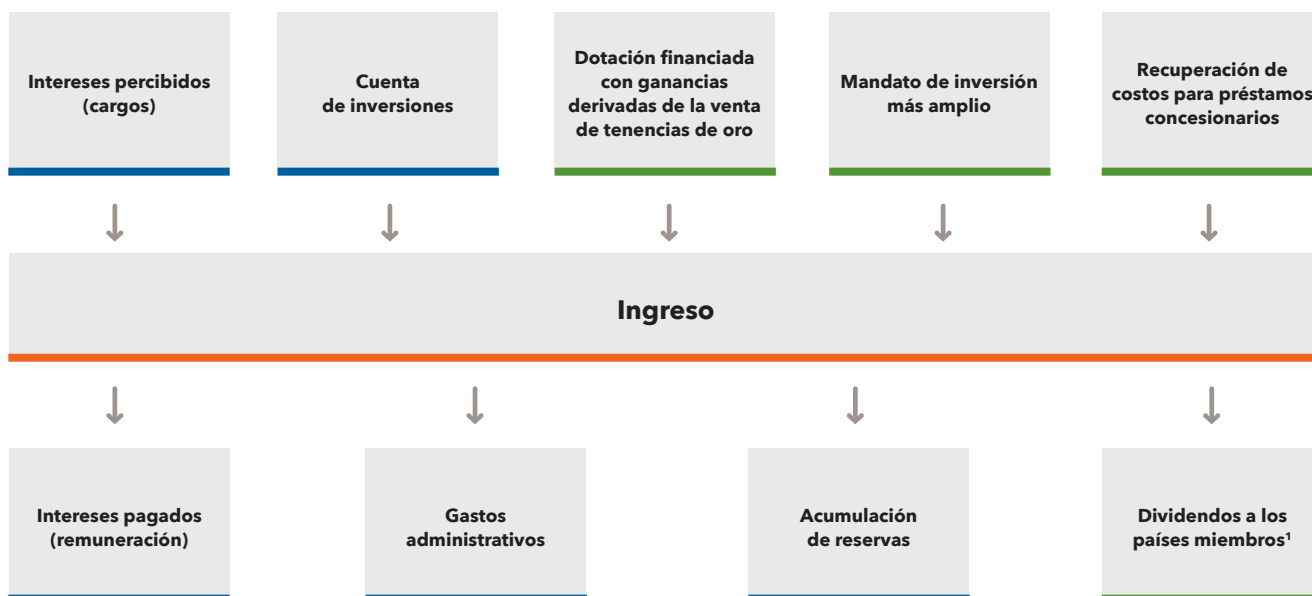 Intereses percibidos
(cargos)
Cuenta
de inversiones
Dotación financiada
con ganancias
derivadas de la venta
de tenencias de oro
Mandato de inversión
más amplio
Recuperación de
costos para préstamos
concesionarios
Ingreso
Intereses pagados
(remuneración)
Gastos
administrativos
Acumulación
de reservas
Dividendos a los
países miembros¹